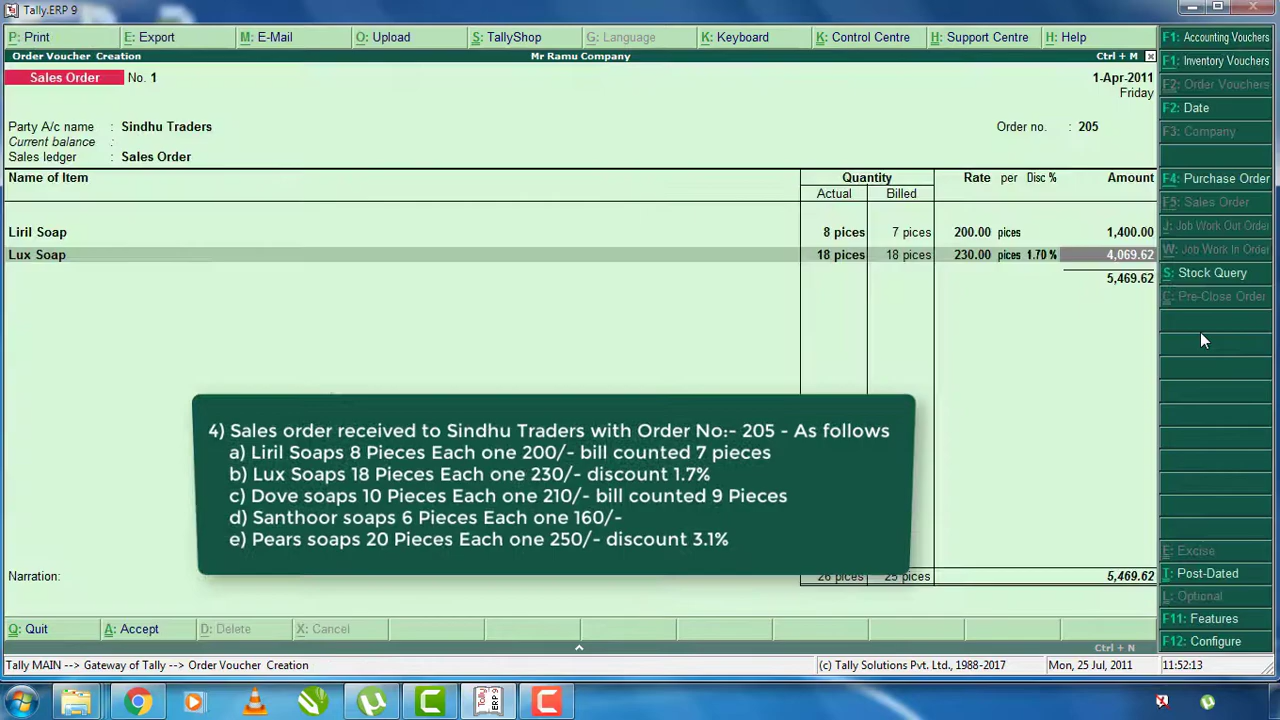 Tally.ERP 9
P: Print E: Export M: E-Mail O: Upload S: TallyShop G: Language K: Keyboard K: Control Centre H: Support Centre H: Help
F1: Accounting Vouchers
Order Voucher Creation Mr Ramu Company Ctrl + M
F1: Inventory Vouchers
Sales Order No. 1 1-Apr-2011
F2: Order Vouchers
Friday
F2: Date
Party A/c name : Sindhu Traders Order no. : 205
F3: Company
Current balance :
Sales ledger : Sales Order
Name of Item Quantity Rate per Disc % Amount
F4: Purchase Order
Actual Billed
F5: Sales Order
J: Job Work Out Order
Liril Soap 8 pices 7 pices 200.00 pices 1,400.00
W: Job Work In Order
Lux Soap 18 pices 18 pices 230.00 pices 1.70 % 4,069.62
S: Stock Query
5,469.62
C: Pre-Close Order
4) Sales order received to Sindhu Traders with Order No:- 205 - As follows
a) Liril Soaps 8 Pieces Each one 200/- bill counted 7 pieces
b) Lux Soaps 18 Pieces Each one 230/- discount 1.7%
c) Dove soaps 10 Pieces Each one 210/- bill counted 9 Pieces
d) Santhoor soaps 6 Pieces Each one 160/-
e) Pears soaps 20 Pieces Each one 250/- discount 3.1%
E: Excise
Narration: 26 pices 25 pices 5,469.62
T: Post-Dated
L: Optional
F11: Features
Q: Quit A: Accept D: Delete X: Cancel
F12: Configure
Ctrl + N
Tally MAIN --> Gateway of Tally --> Order Voucher Creation (c) Tally Solutions Pvt. Ltd., 1988-2017 Mon, 25 Jul, 2011 11:52:13